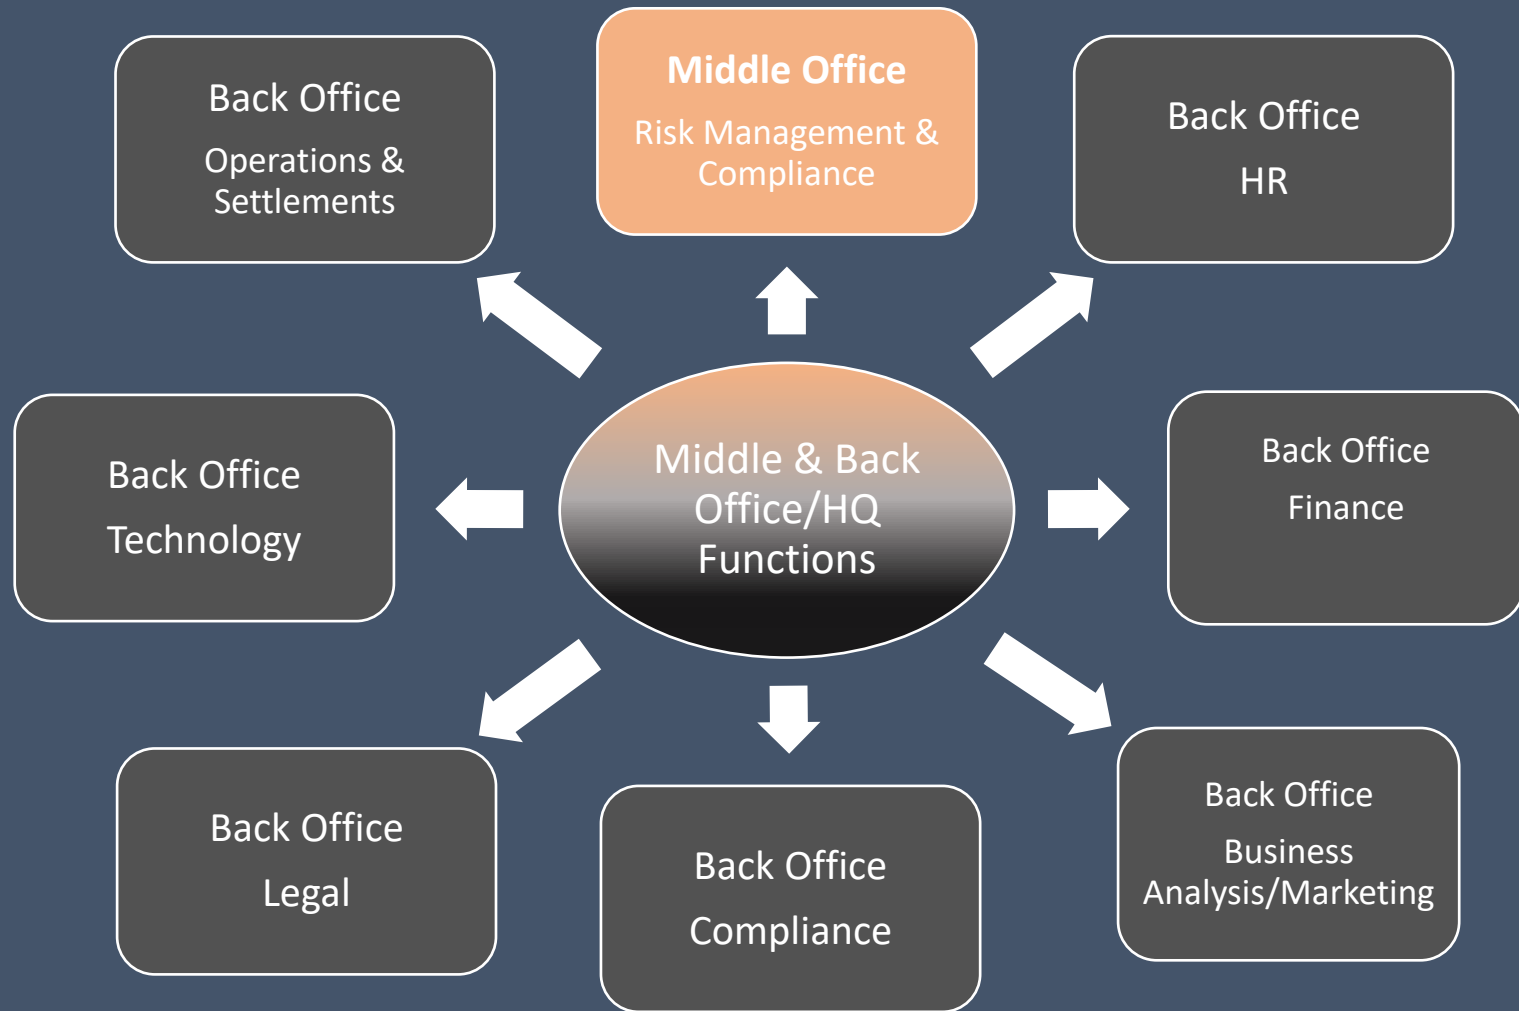 Middle Office
Risk Management &
Compliance
Back Office
Operations &
Settlements
Back Office
HR
Middle & Back
Office/HQ
Functions
Back Office
Technology
Back Office
Finance
Back Office
Legal
Back Office
Compliance
Back Office
Business
Analysis/Marketing